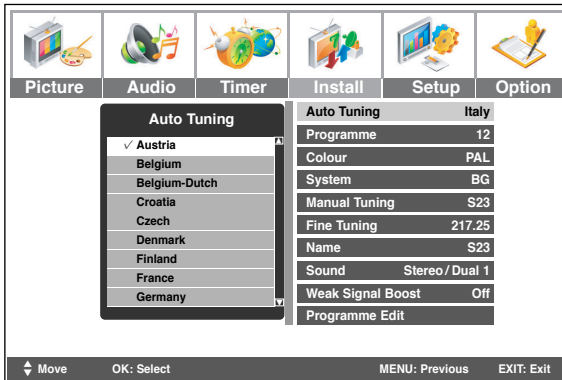 Picture Audio Timer Install Setup Option
Auto Tuning
✓ Austria
Belgium
Belgium-Dutch
Croatia
Czech
Denmark
Finland
France
Germany
Auto Tuning Italy
Programme 12
Colour PAL
System BG
Manual Tuning S23
Fine Tuning 217.25
Name S23
Sound Stereo / Dual 1
Weak Signal Boost Off
Programme Edit
Move OK: Select MENU: Previous EXIT: Exit